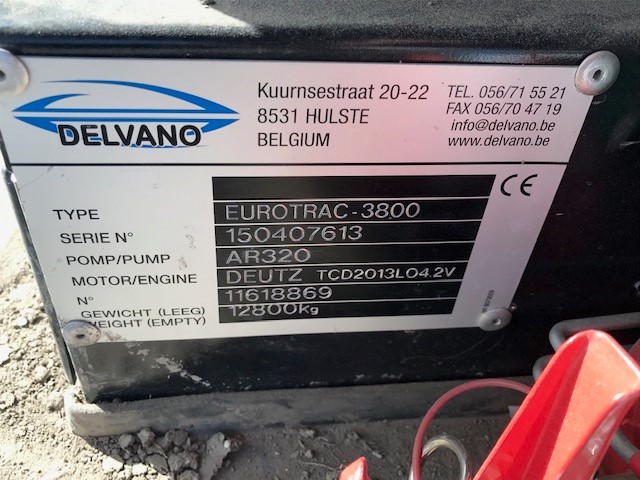 DELVANO
Kuurnsestraat 20-22
8531 HULSTE
BELGIUM
TEL. 056/71 55 21
FAX 056/70 47 19
info@delvano.be
www.delvano.be
CE
TYPE EUROTRAC-3800
SERIE N° 150407613
POMP/PUMP AR320
MOTOR/ENGINE DEUTZ TCD2013L04.2V
N° 11618869
GEWICHT (LEEG) 12800kg
WEIGHT (EMPTY)